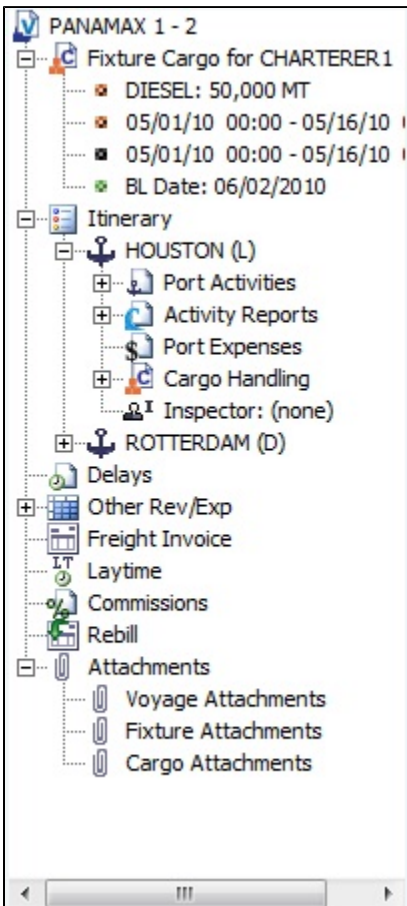 PANAMAX 1 - 2
Fixture Cargo for CHARTERER1
DIESEL: 50,000 MT
05/01/10 00:00 - 05/16/10
05/01/10 00:00 - 05/16/10
BL Date: 06/02/2010
Itinerary
HOUSTON (L)
Port Activities
Activity Reports
Port Expenses
Cargo Handling
Inspector: (none)
ROTTERDAM (D)
Delays
Other Rev/Exp
Freight Invoice
Laytime
Commissions
Rebill
Attachments
Voyage Attachments
Fixture Attachments
Cargo Attachments